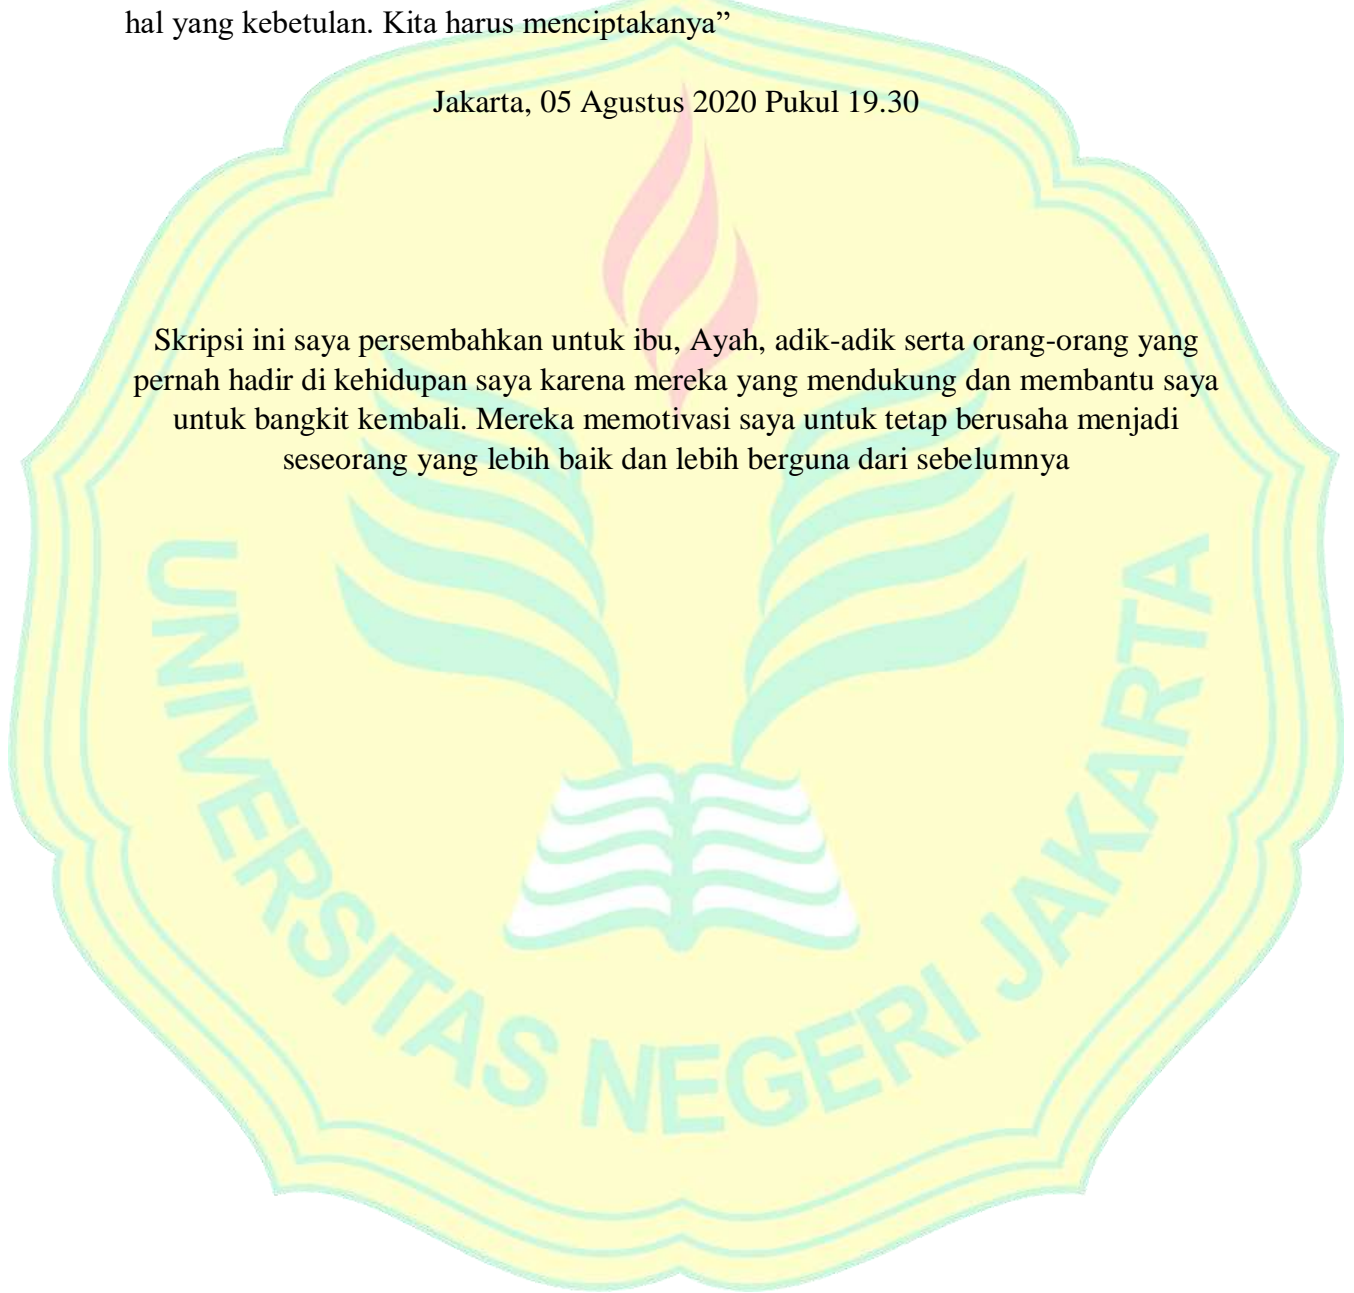 hal yang kebetulan. Kita harus menciptakanya”
Jakarta, 05 Agustus 2020 Pukul 19.30
Skripsi ini saya persembahkan untuk ibu, Ayah, adik-adik serta orang-orang yang
pernah hadir di kehidupan saya karena mereka yang mendukung dan membantu saya
untuk bangkit kembali. Mereka memotivasi saya untuk tetap berusaha menjadi
seseorang yang lebih baik dan lebih berguna dari sebelumnya
UNIVERSITAS NEGERI JAKARTA